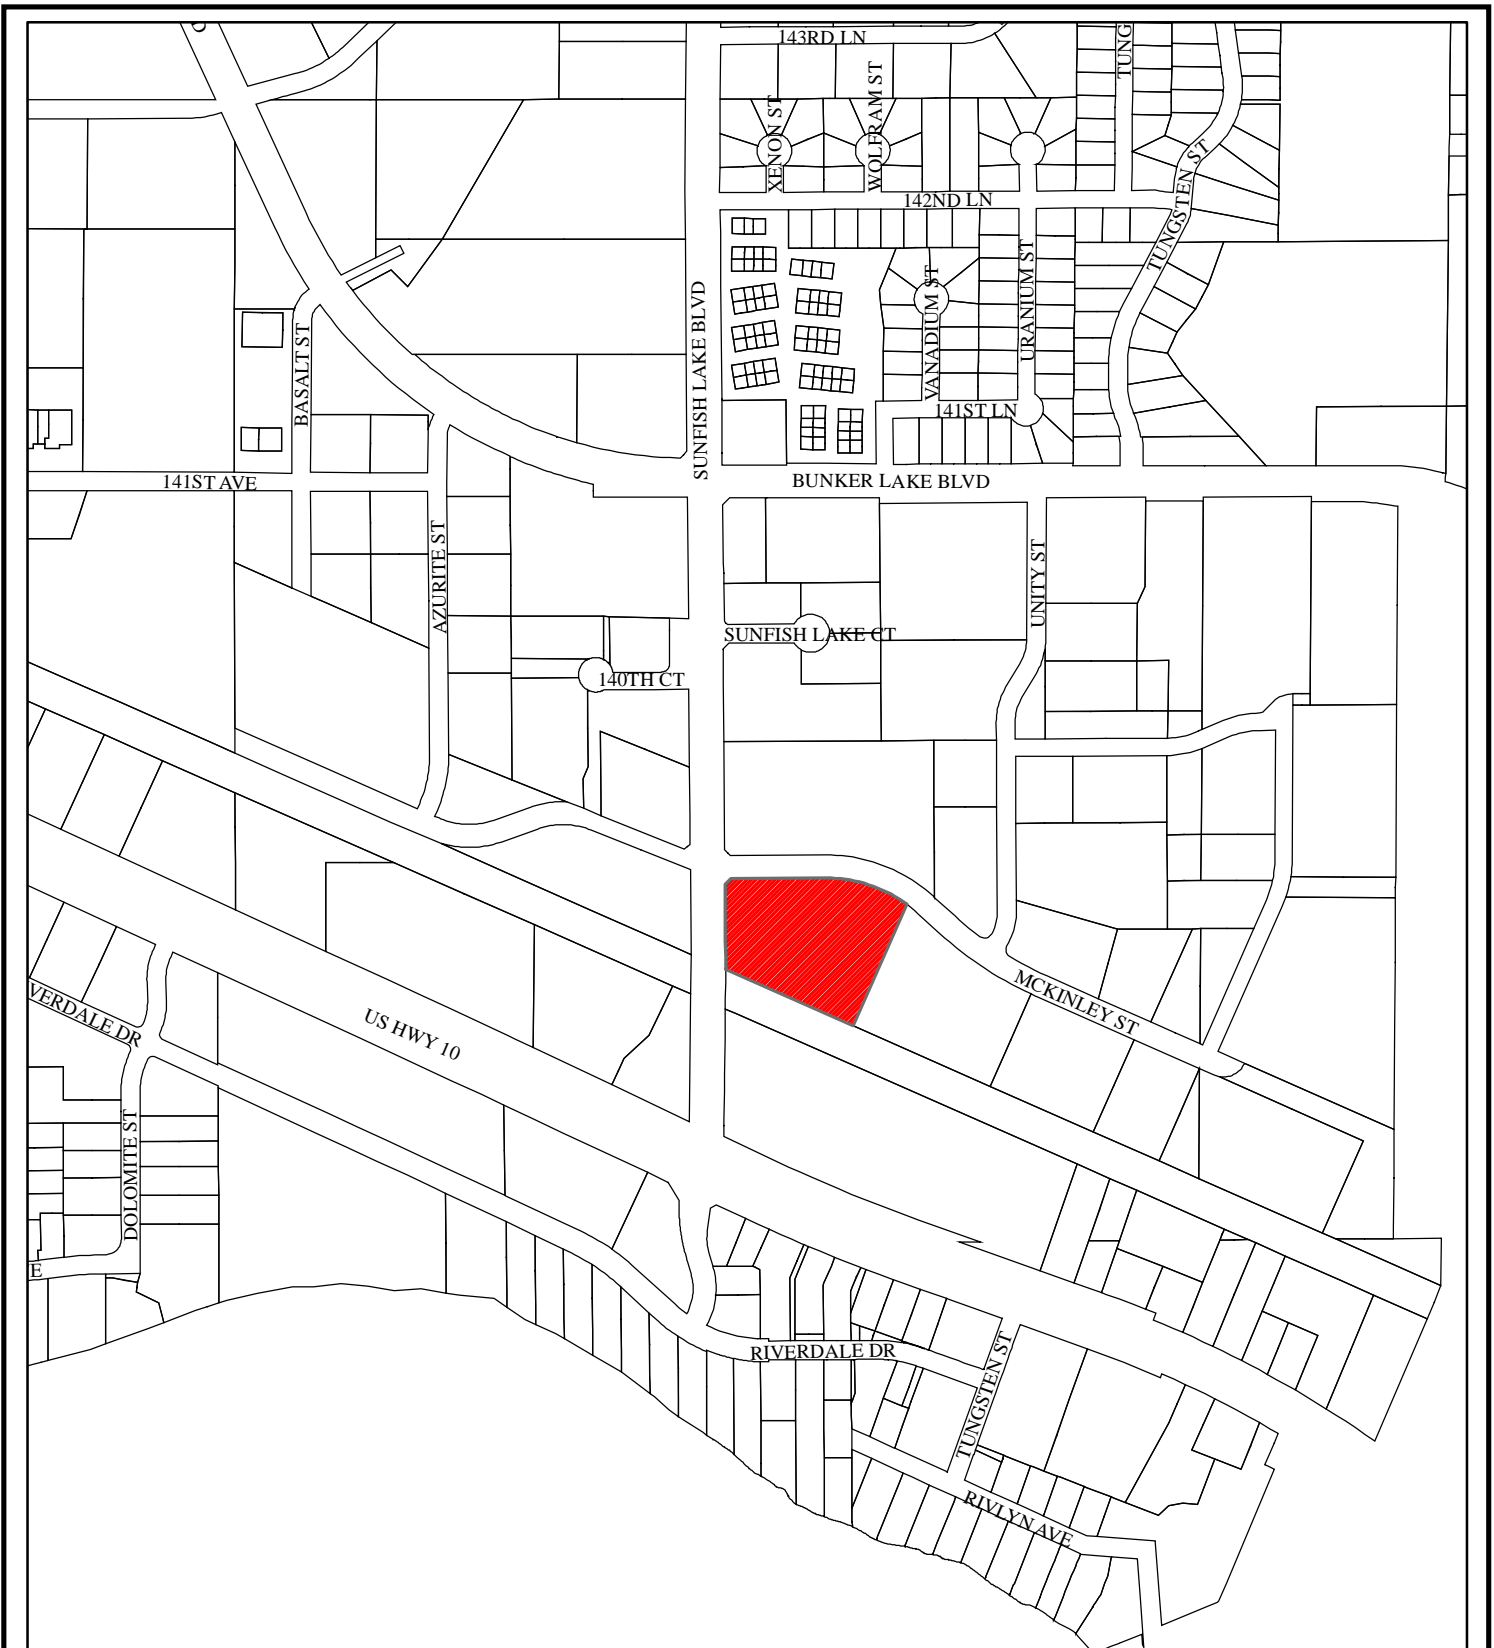 143RD LN
TUNG
XENON ST
WOLFRAM ST
TUNGSTEN ST
142ND LN
SUNFISH LAKE BLVD
VANADIUM ST
URANIUM ST
BASALT ST
141ST LN
141ST AVE
BUNKER LAKE BLVD
AZURITE ST
UNITY ST
SUNFISH LAKE CT
140TH CT
VERDALE DR
US HWY 10
MCKINLEY ST
DOLOMITE ST
E
RIVERDALE DR
TUNGSTEN ST
RIVLYN AVE